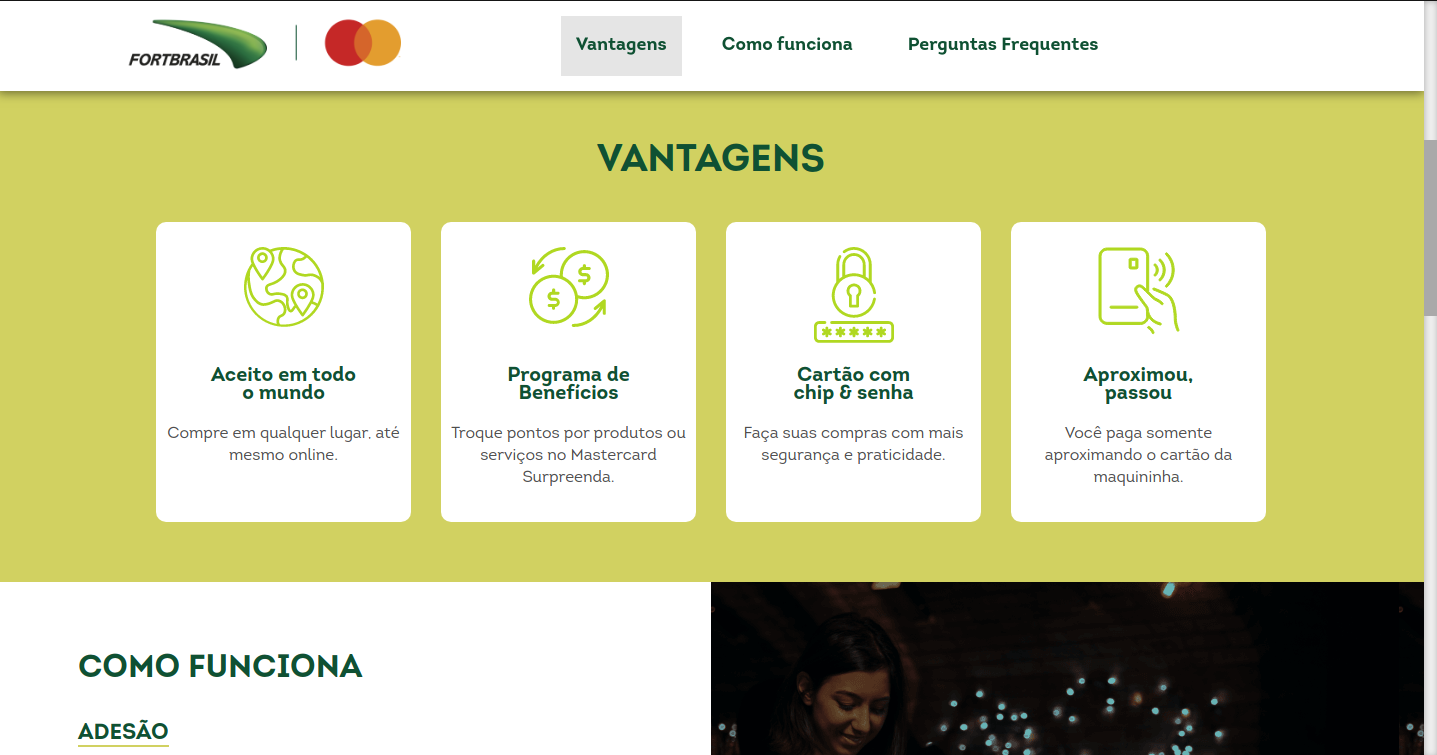 FORTBRASIL
Vantagens
Como funciona
Perguntas Frequentes
VANTAGENS
Aceito em todo
o mundo
Compre em qualquer lugar, até
mesmo online.
Programa de
Benefícios
Troque pontos por produtos ou
serviços no Mastercard
Surpreenda.
Cartão com
chip & senha
Faça suas compras com mais
segurança e praticidade.
Aproximou,
passou
Você paga somente
aproximando o cartão da
maquininha.
COMO FUNCIONA
ADESÃO